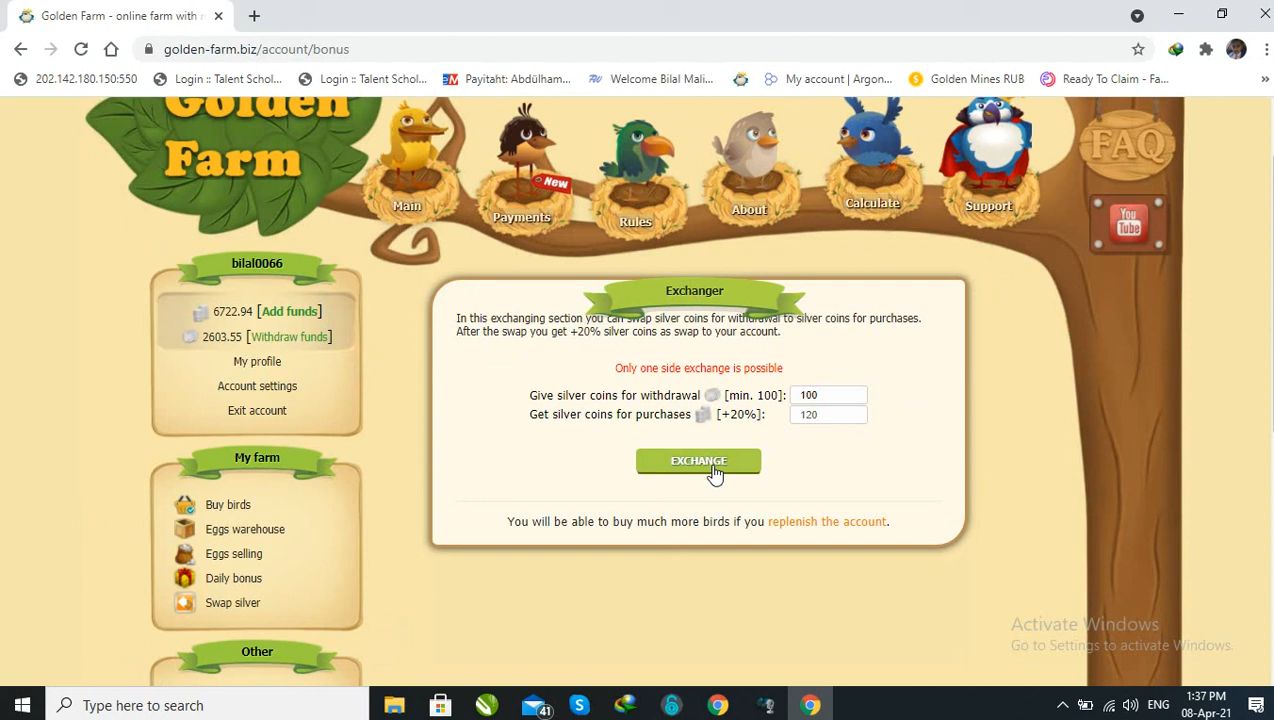 Golden Farm - online farm with r
golden-farm.biz/account/bonus
202.142.180.150:550
Login :: Talent Schol...
Login :: Talent Schol...
Payitaht: Abdülham...
Welcome Bilal Mali...
My account | Argon...
Golden Mines RUB
Ready To Claim - Fa...
»
Golden
Farm
Main
New
Payments
Rules
About
Calculate
Support
FAQ
You
Tube
bilal0066
6722.94 [Add funds]
2603.55 [Withdraw funds]
My profile
Account settings
Exit account
My farm
Buy birds
Eggs warehouse
Eggs selling
Daily bonus
Swap silver
Other
Exchanger
In this exchanging section you can swap silver coins for withdrawal to silver coins for purchases.
After the swap you get +20% silver coins as swap to your account.
Only one side exchange is possible
Give silver coins for withdrawal [min. 100]: 100
Get silver coins for purchases [+20%]: 120
EXCHANGE
You will be able to buy much more birds if you replenish the account.
Activate Windows
Go to Settings to activate Windows.
Type here to search
41
ENG
1:37 PM
08-Apr-21